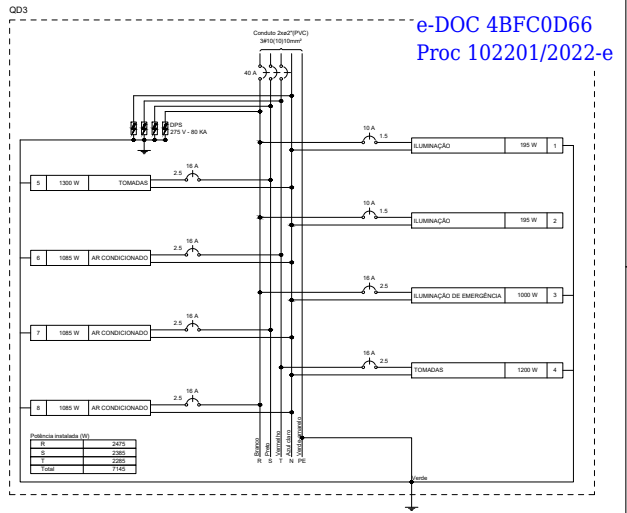 QD3
e-DOC 4BFC0D66
Proc 102201/2022-e
Conduto 2xø2"(PVC)
3#10(10)10mm²
40 A
DPS
275 V - 80 KA
10 A
1.5
ILUMINAÇÃO 195 W 1
16 A
2.5
5 1300 W TOMADAS
10 A
1.5
ILUMINAÇÃO 195 W 2
16 A
2.5
6 1085 W AR CONDICIONADO
16 A
2.5
ILUMINAÇÃO DE EMERGÊNCIA 1000 W 3
16 A
2.5
7 1085 W AR CONDICIONADO
16 A
2.5
TOMADAS 1200 W 4
16 A
2.5
8 1085 W AR CONDICIONADO
Potência instalada (W)
R 2475
S 2385
T 2285
Total 7145
Branco
Preto
Vermelho
Azul claro
Verde-amarelo
R S T N PE
Verde